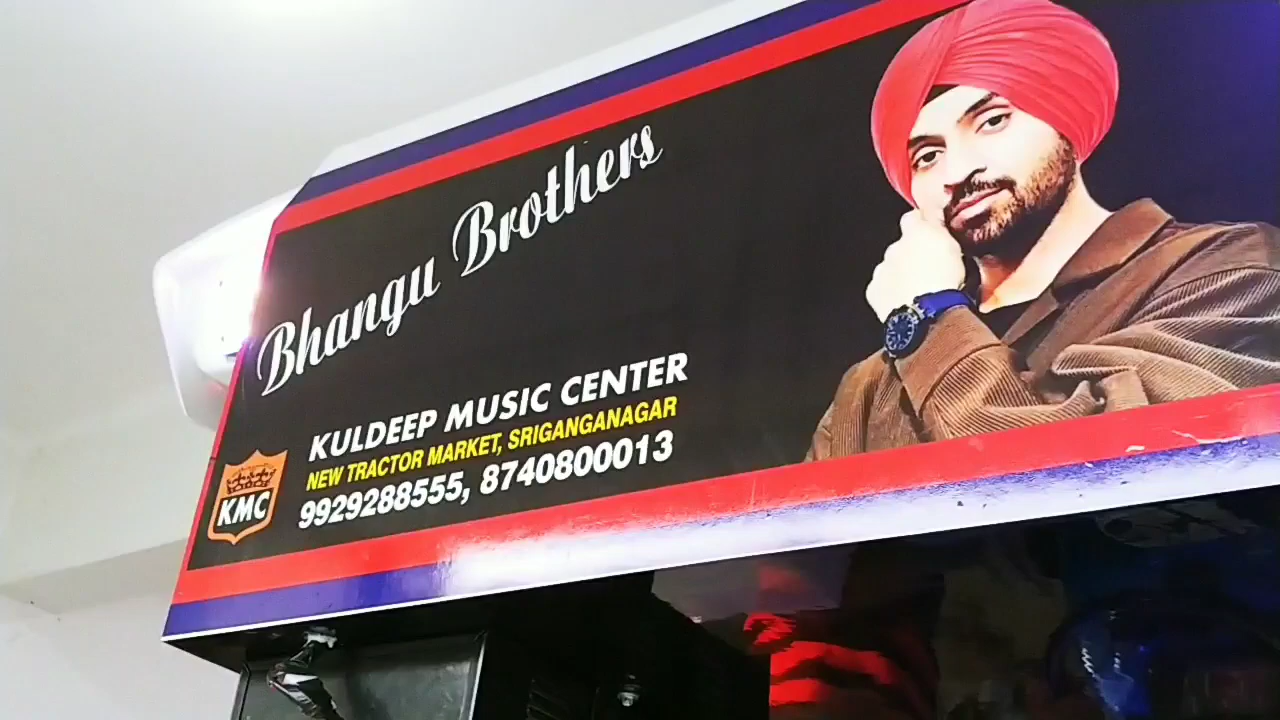 Bhangu Brothers
KULDEEP MUSIC CENTER
NEW TRACTOR MARKET, SRIGANGANAGAR
9929288555, 8740800013
KMC